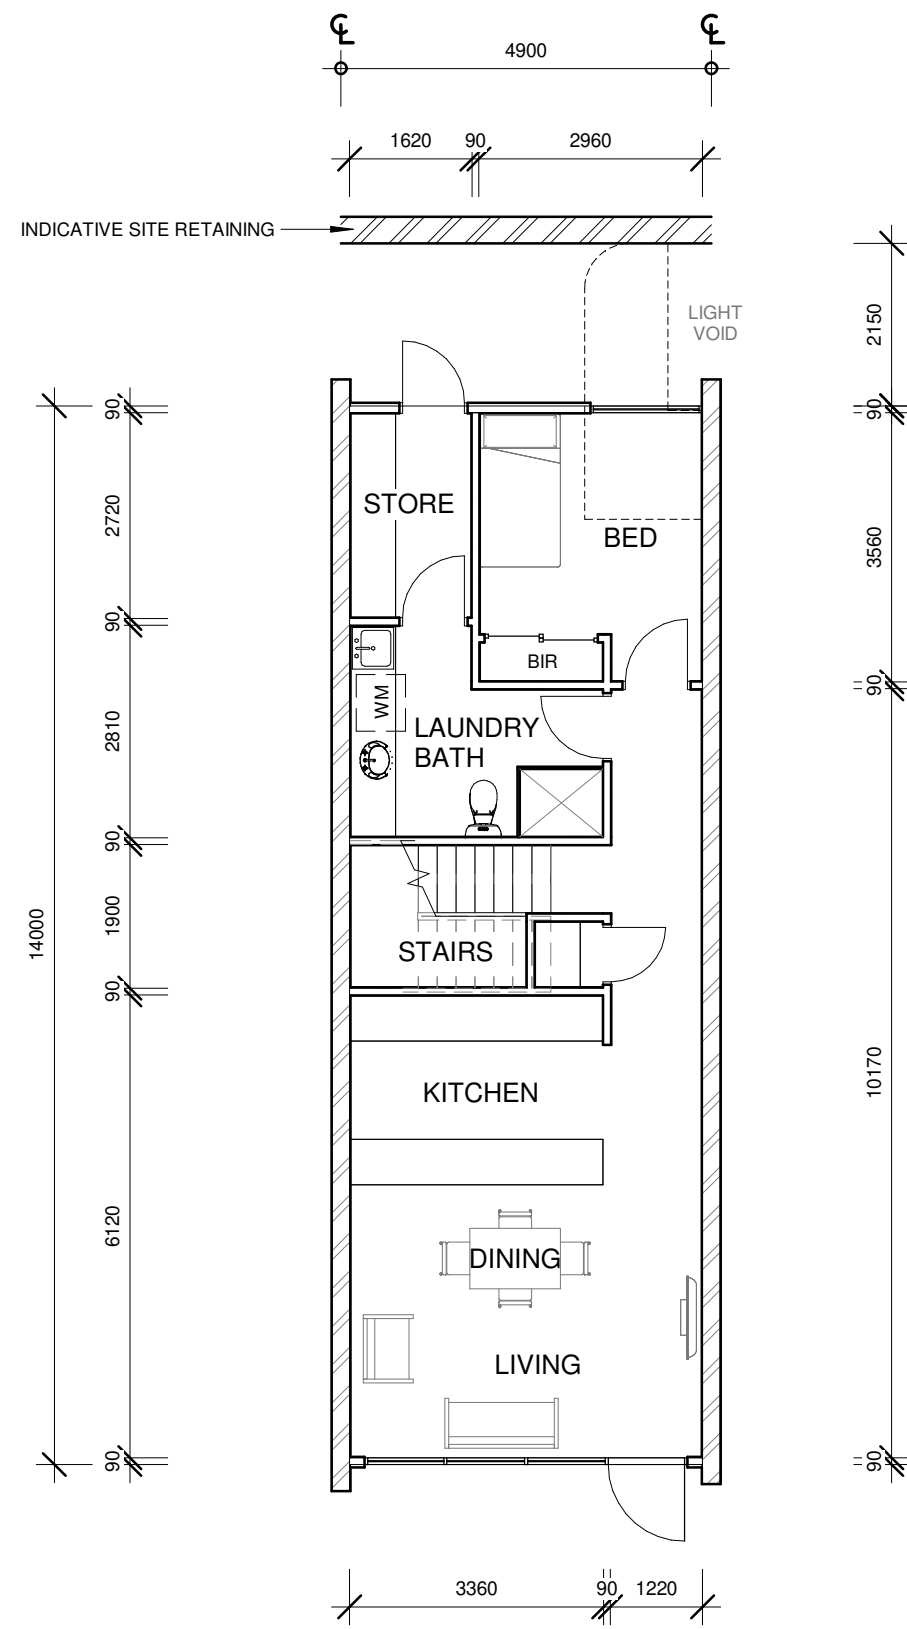 ℄ ℄
4900
1620 90 2960
INDICATIVE SITE RETAINING
LIGHT
VOID
2150
90
90
STORE
2720
BED
3560
90
BIR
90
WM
LAUNDRY
BATH
2810
90
14000
1900
STAIRS
90
KITCHEN
10170
6120
DINING
LIVING
90
90
3360 90 1220